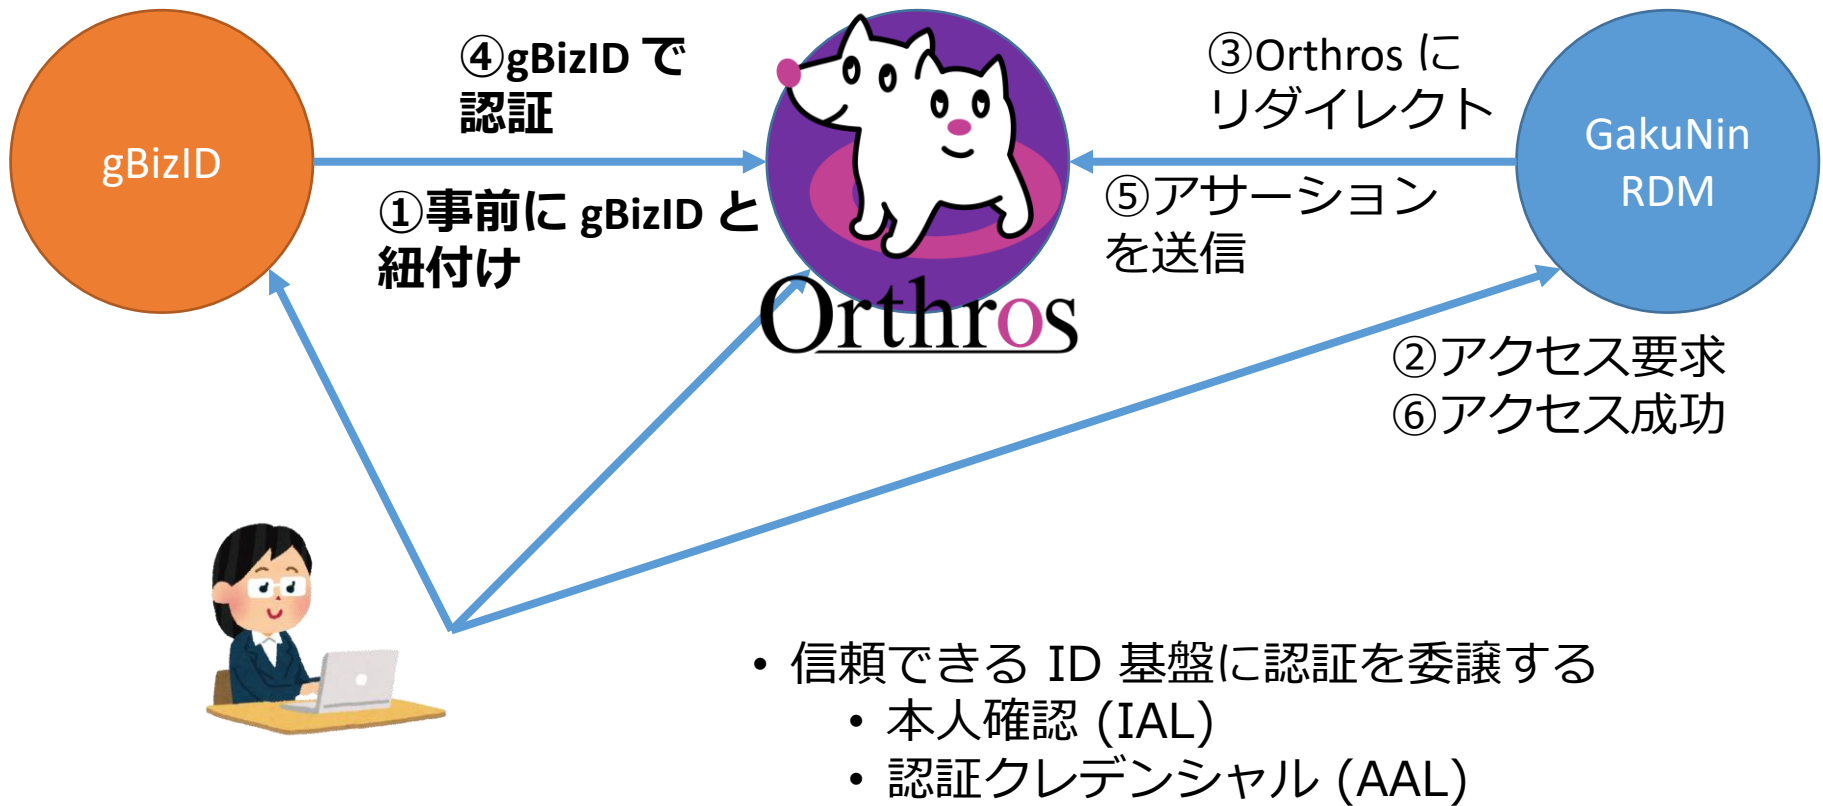 gBizID
④gBizID で
認証
①事前に gBizID と
紐付け
Orthros
③Orthros に
リダイレクト
⑤アサーション
を送信
GakuNin
RDM
②アクセス要求
⑥アクセス成功
• 信頼できる ID 基盤に認証を委譲する
• 本人確認 (IAL)
• 認証クレデンシャル (AAL)